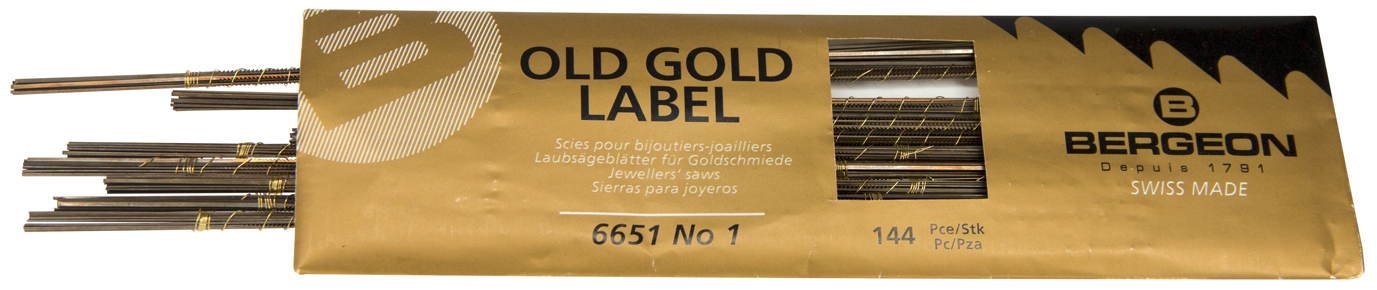 OLD GOLD
LABEL
Scies pour bijoutiers-joailliers
Laubsägeblätter für Goldschmiede
Jewellers' saws
Sierras para joyeros
6651 No 1
144 Pce/Stk
Pc/Pza
B
BERGEON
Depuis 1791
SWISS MADE